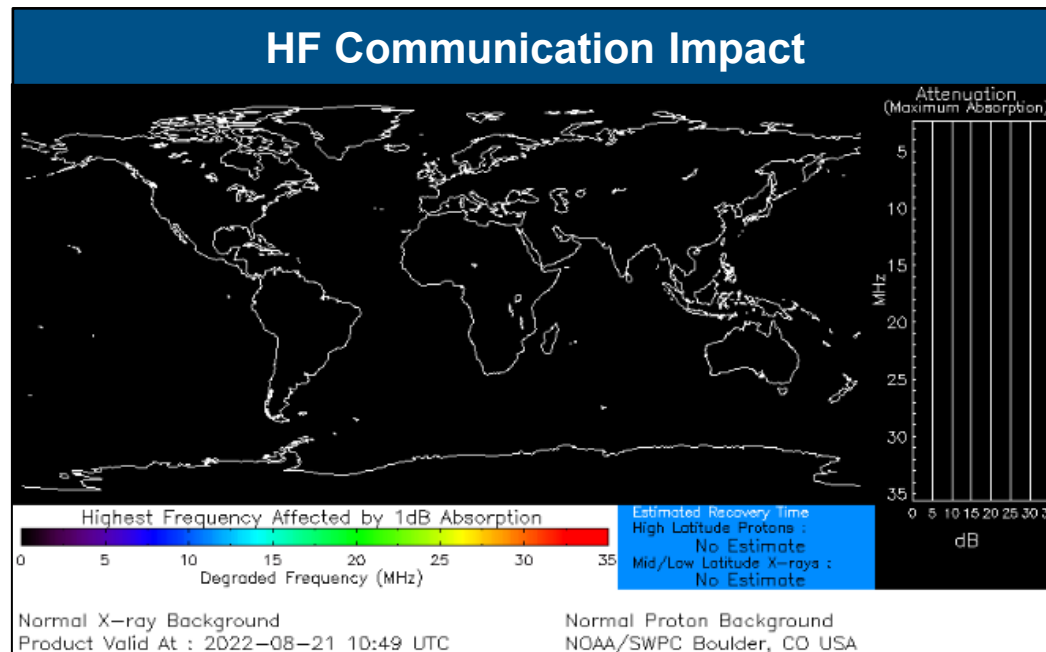 HF Communication Impact
Attenuation
(Maximum Absorption)
5
10
15
20
25
30
35
MHz
0 5 10 15 20 25 30
dB
Highest Frequency Affected by 1dB Absorption
0 5 10 15 20 25 30 35
Degraded Frequency (MHz)
Estimated Recovery Time
High Latitude Protons :
No Estimate
Mid/Low Latitude X-rays :
No Estimate
Normal X-ray Background
Normal Proton Background
Product Valid At : 2022-08-21 10:49 UTC
NOAA/SWPC Boulder, CO USA